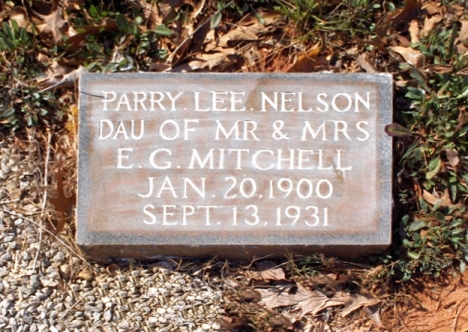 PARRY. LEE. NELSON
DAU OF MR & MRS
E. G. MITCHELL
JAN. 20, 1900
SEPT. 13, 1931